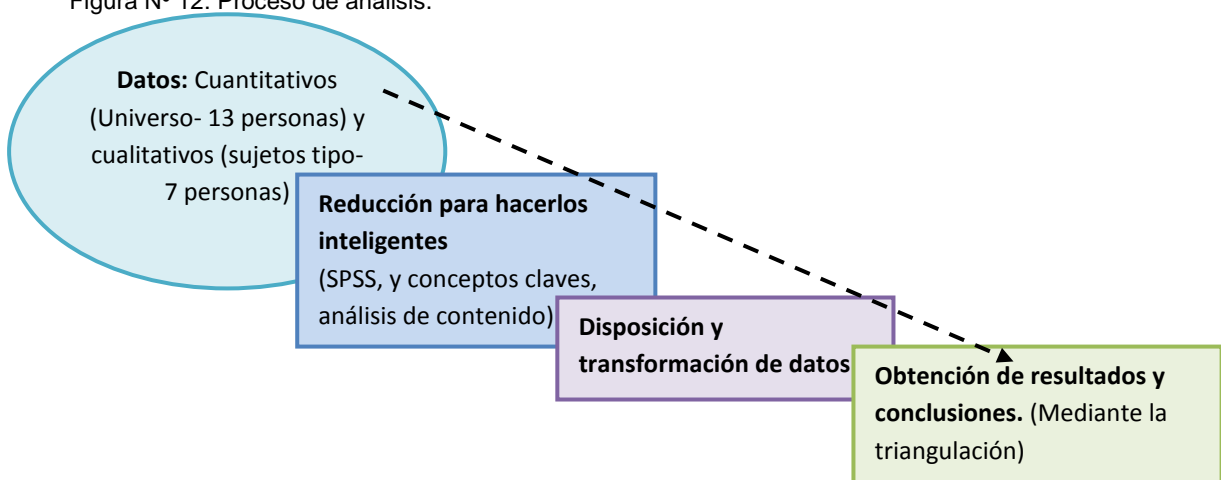 Figura Nº 12. Proceso de análisis.
Datos: Cuantitativos
(Universo- 13 personas) y
cualitativos (sujetos tipo-
7 personas)
Reducción para hacerlos
inteligentes
(SPSS, y conceptos claves,
análisis de contenido)
Disposición y
transformación de datos
Obtención de resultados y
conclusiones. (Mediante la
triangulación)